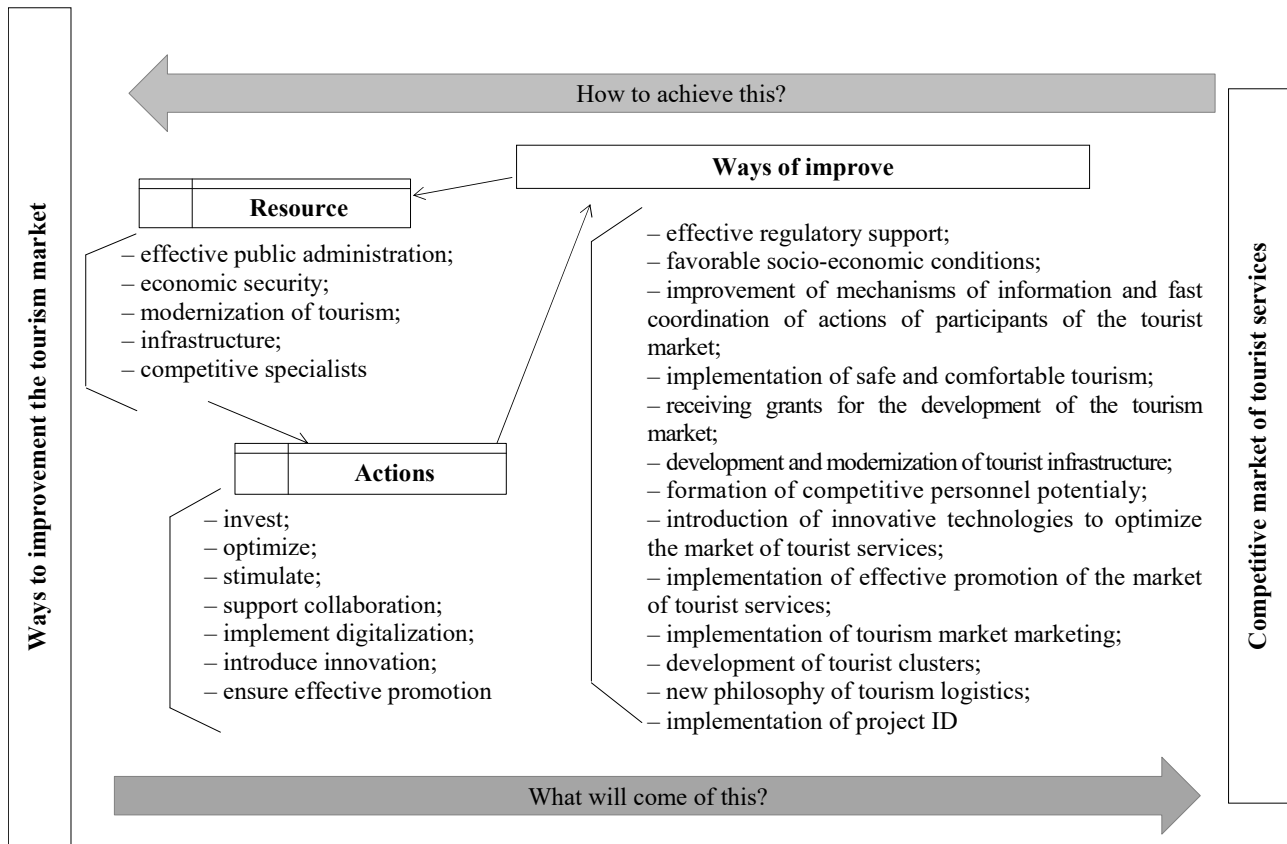 Ways to improvement the tourism market
How to achieve this?
Ways of improve
Resource
– effective public administration;
– economic security;
– modernization of tourism;
– infrastructure;
– competitive specialists
Actions
– invest;
– optimize;
– stimulate;
– support collaboration;
– implement digitalization;
– introduce innovation;
– ensure effective promotion
– effective regulatory support;
– favorable socio-economic conditions;
– improvement of mechanisms of information and fast
coordination of actions of participants of the tourist
market;
– implementation of safe and comfortable tourism;
– receiving grants for the development of the tourism
market;
– development and modernization of tourist infrastructure;
– formation of competitive personnel potentialy;
– introduction of innovative technologies to optimize
the market of tourist services;
– implementation of effective promotion of the market
of tourist services;
– implementation of tourism market marketing;
– development of tourist clusters;
– new philosophy of tourism logistics;
– implementation of project ID
What will come of this?
Competitive market of tourist services